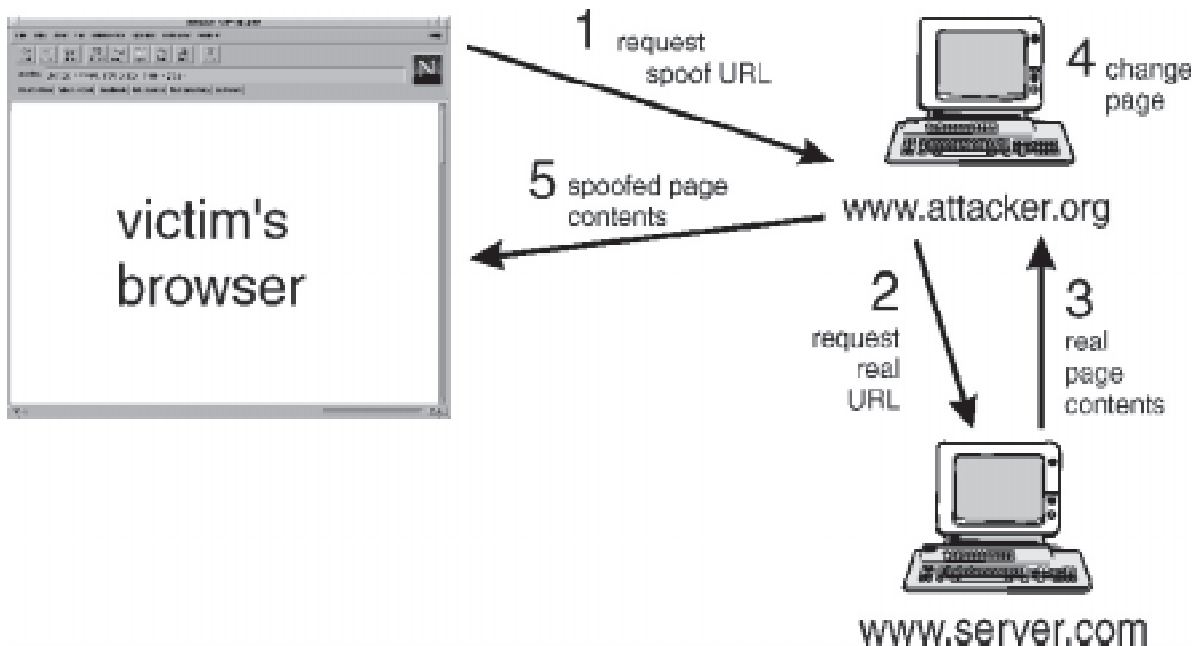 1 request
spoof URL
4 change
page
5 spoofed page
contents
www.attacker.org
victim's
browser
2
request
real
URL
3
real
page
contents
www.server.com
N